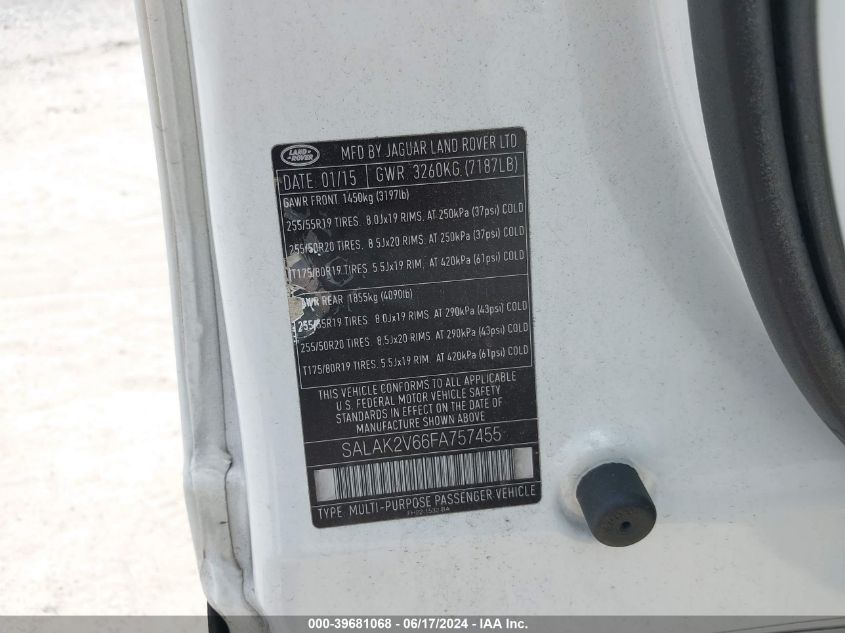 LAND ROVER
MFD BY JAGUAR LAND ROVER LTD
DATE: 01/15 GWR: 3260KG (7187LB)
GAWR FRONT: 1450kg (3197lb)
255/55R19 TIRES. 8.0Jx19 RIMS. AT 250kPa (37psi) COLD
255/50R20 TIRES. 8.5Jx20 RIMS. AT 250kPa (37psi) COLD
T175/80R19 TIRES. 5.5Jx19 RIM. AT 420kPa (61psi) COLD
REAR: 1855kg (4090lb)
255/55R19 TIRES. 8.0Jx19 RIMS. AT 290kPa (43psi) COLD
255/50R20 TIRES. 8.5Jx20 RIMS. AT 290kPa (43psi) COLD
T175/80R19 TIRES. 5.5Jx19 RIM. AT 420kPa (61psi) COLD
THIS VEHICLE CONFORMS TO ALL APPLICABLE
U.S. FEDERAL MOTOR VEHICLE SAFETY
STANDARDS IN EFFECT ON THE DATE OF
MANUFACTURE SHOWN ABOVE
SALAK2V66FA757455
TYPE: MULTI-PURPOSE PASSENGER VEHICLE
000-39681068 - 06/17/2024 - IAA Inc.